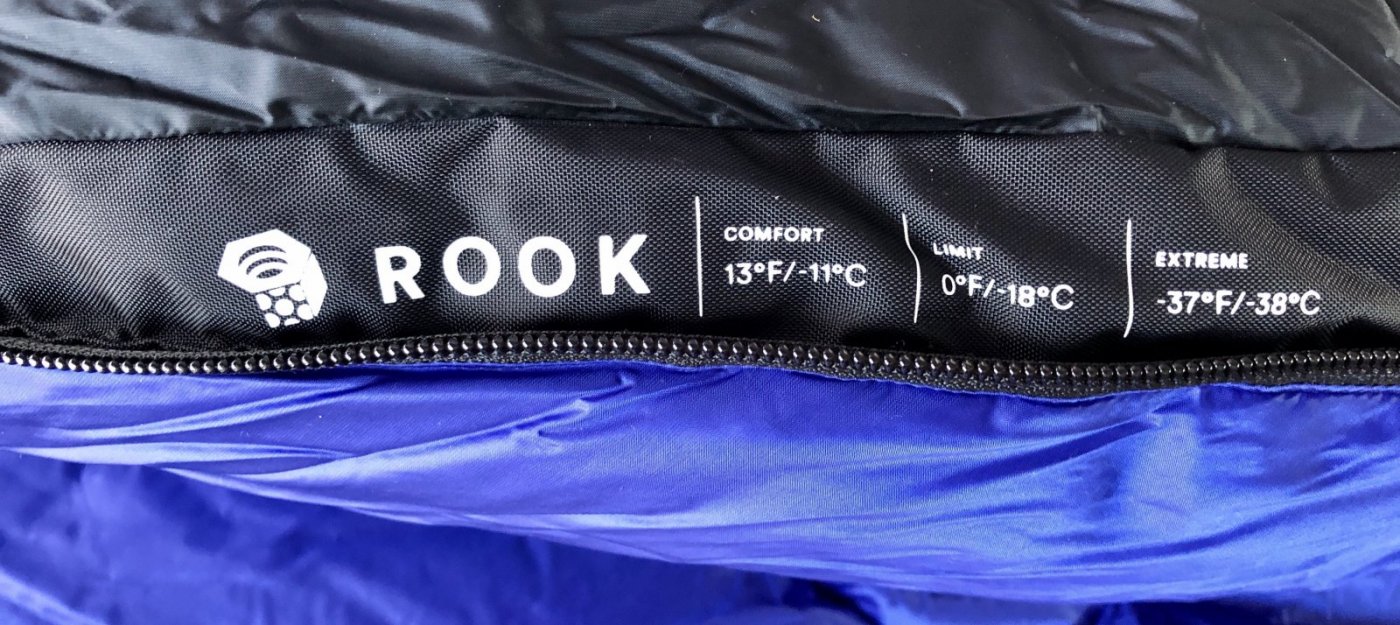 ROOK
COMFORT
13°F/-11°C
LIMIT
0°F/-18°C
EXTREME
-37°F/-38°C